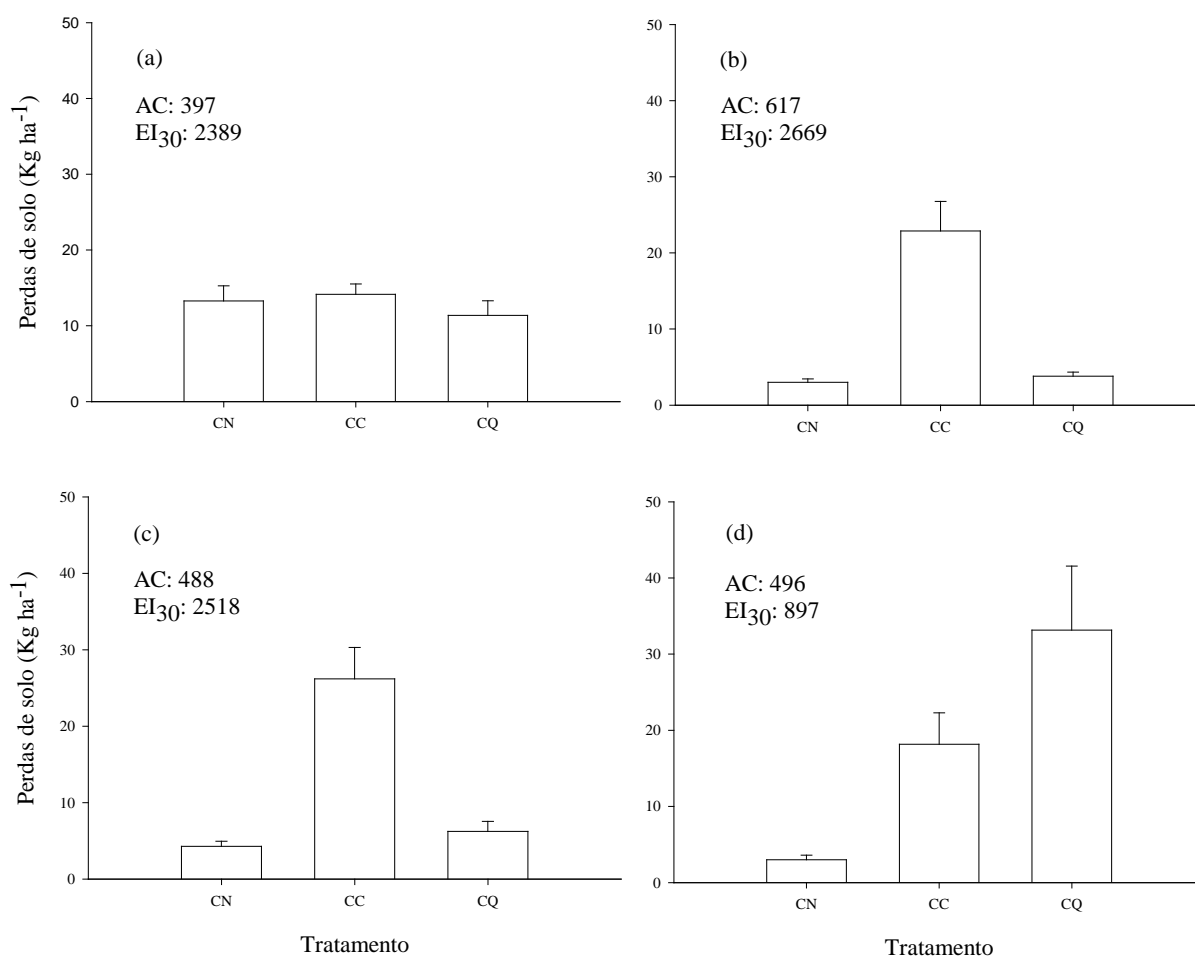 (a)
AC: 397
EI30: 2389
Perdas de solo (Kg ha-1)
50
40
30
20
10
0
CN CC CQ
(b)
AC: 617
EI30: 2669
50
40
30
20
10
0
CN CC CQ
(c)
AC: 488
EI30: 2518
Perdas de solo (Kg ha-1)
50
40
30
20
10
0
CN CC CQ
Tratamento
(d)
AC: 496
EI30: 897
50
40
30
20
10
0
CN CC CQ
Tratamento